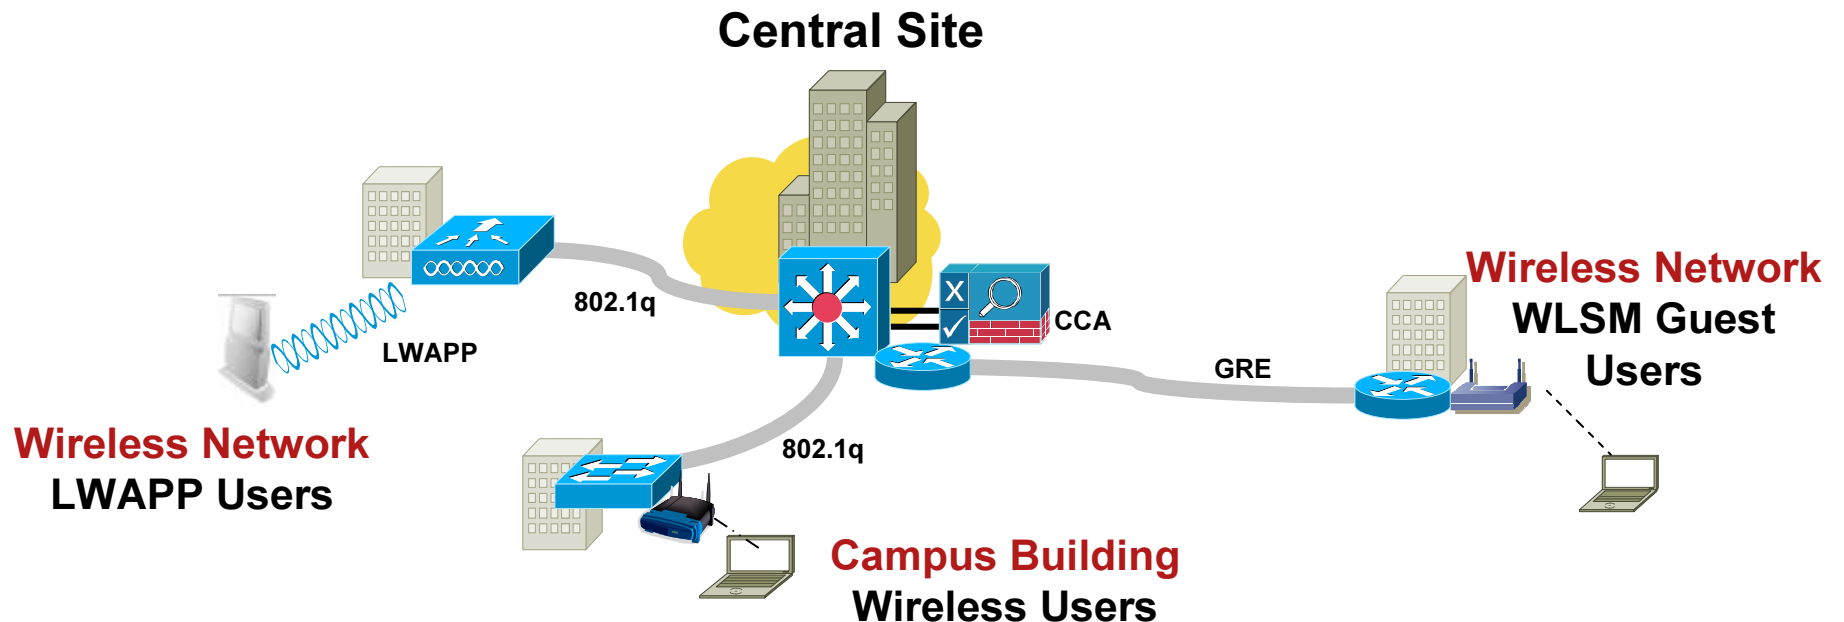 Central Site
802.1q
LWAPP
CCA
GRE
Wireless Network
WLSM Guest
Users
Wireless Network
LWAPP Users
802.1q
Campus Building
Wireless Users